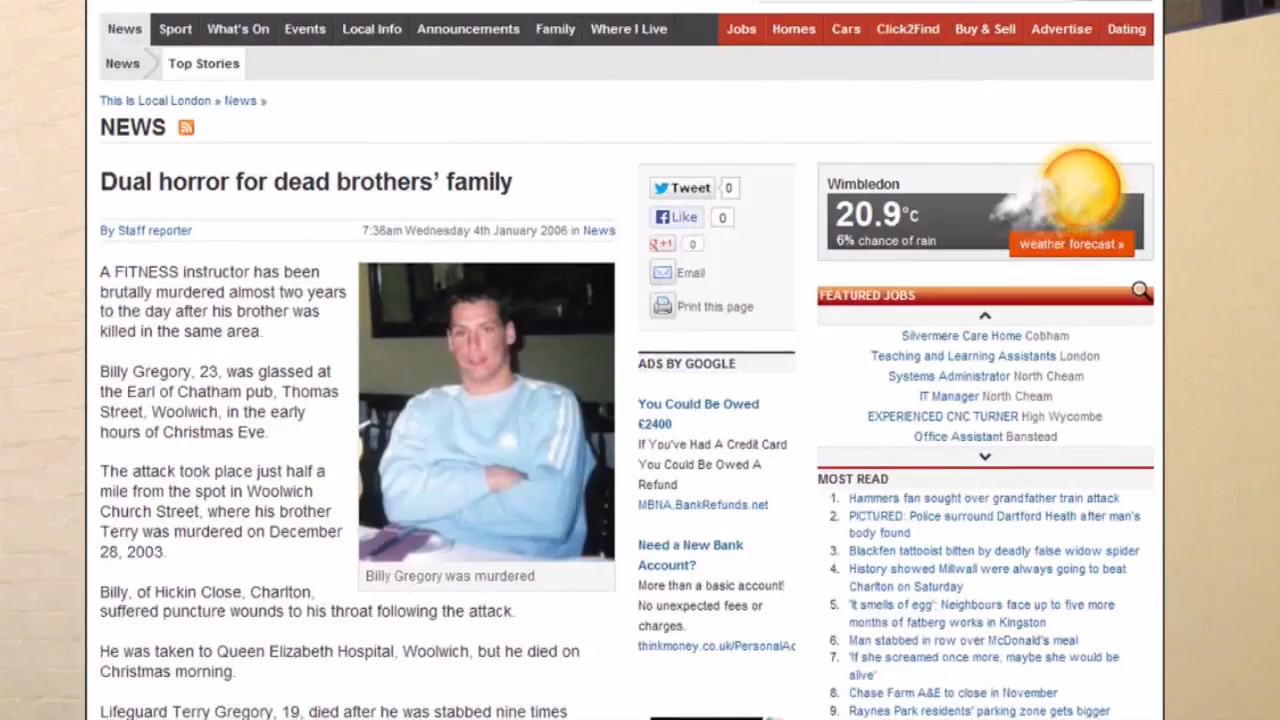 News Sport What's On Events Local Info Announcements Family Where I Live Jobs Homes Cars Click2Find Buy & Sell Advertise Dating
News Top Stories
This Is Local London » News »
NEWS
Dual horror for dead brothers' family
By Staff reporter 7:36am Wednesday 4th January 2006 in News
A FITNESS instructor has been
brutally murdered almost two years
to the day after his brother was
killed in the same area.
Billy Gregory, 23, was glassed at
the Earl of Chatham pub, Thomas
Street, Woolwich, in the early
hours of Christmas Eve.
The attack took place just half a
mile from the spot in Woolwich
Church Street, where his brother
Terry was murdered on December
28, 2003.
Billy Gregory was murdered
Billy, of Hickin Close, Charlton,
suffered puncture wounds to his throat following the attack.
He was taken to Queen Elizabeth Hospital, Woolwich, but he died on
Christmas morning.
Lifeguard Terry Gregory, 19, died after he was stabbed nine times
Tweet 0
Like 0
+1 0
Email
Print this page
ADS BY GOOGLE
You Could Be Owed
£2400
If You've Had A Credit Card
You Could Be Owed A
Refund
MBNA.BankRefunds.net
Need a New Bank
Account?
More than a basic account!
No unexpected fees or
charges.
thinkmoney.co.uk/PersonalAc
Wimbledon
20.9°C
6% chance of rain
weather forecast »
FEATURED JOBS
Silvermere Care Home Cobham
Teaching and Learning Assistants London
Systems Administrator North Cheam
IT Manager North Cheam
EXPERIENCED CNC TURNER High Wycombe
Office Assistant Banstead
MOST READ
1. Hammers fan sought over grandfather train attack
2. PICTURED: Police surround Dartford Heath after man's
body found
3. Blackfen tattooist bitten by deadly false widow spider
4. History showed Millwall were always going to beat
Charlton on Saturday
5. 'It smells of egg': Neighbours face up to five more
months of fatberg works in Kingston
6. Man stabbed in row over McDonald's meal
7. 'If she screamed once more, maybe she would be
alive'
8. Chase Farm A&E to close in November
9. Raynes Park residents' parking zone gets bigger